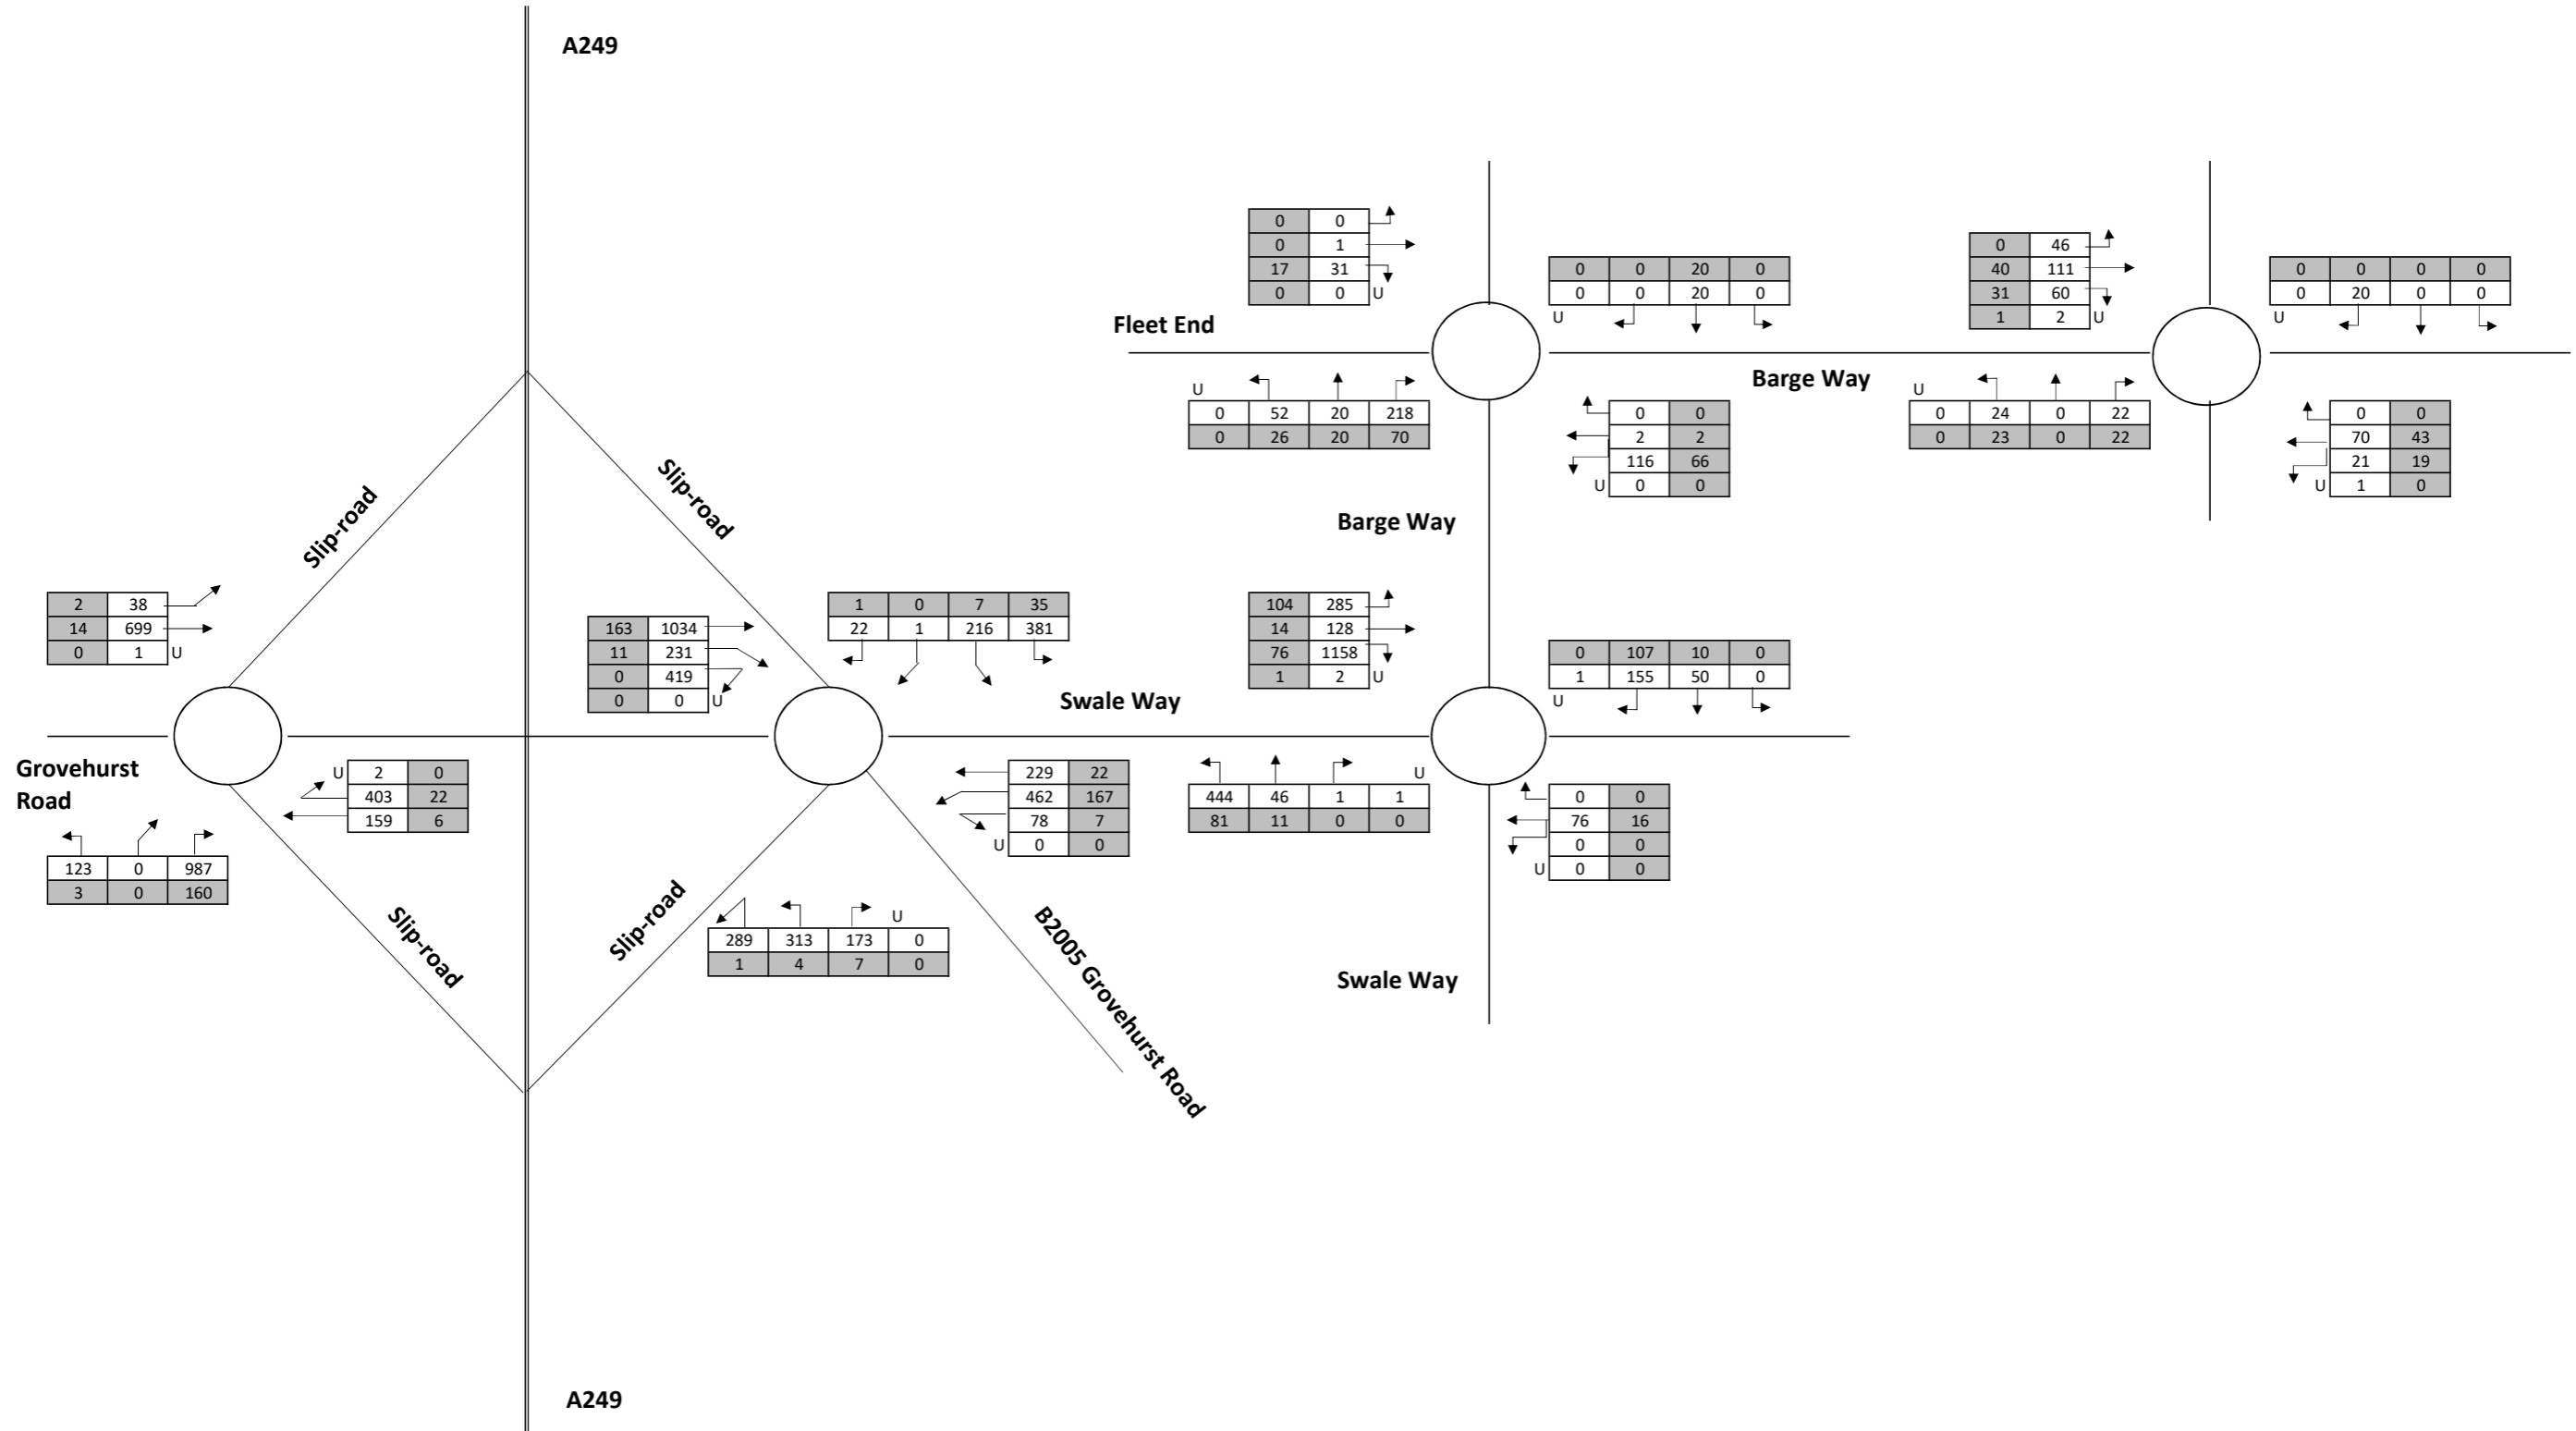 A249
0 0
0 1
17 31
0 0 U
0 0 20 0
0 0 20 0
U
0 46
40 111
31 60
1 2 U
0 0 0 0
0 20 0 0
U
Fleet End
Barge Way
U
0 52 20 218
0 26 20 70
0 0
2 2
116 66
U 0 0
U
0 24 0 22
0 23 0 22
0 0
70 43
21 19
U 1 0
Slip-road
Slip-road
Barge Way
2 38
14 699
0 1 U
163 1034
11 231
0 419
0 0 U
1 0 7 35
22 1 216 381
Swale Way
104 285
14 128
76 1158
1 2 U
0 107 10 0
1 155 50 0
U
Grovehurst
Road
U 2 0
403 22
159 6
123 0 987
3 0 160
229 22
462 167
78 7
U 0 0
U
444 46 1 1
81 11 0 0
0 0
76 16
0 0
U 0 0
Slip-road
Slip-road
U
289 313 173 0
1 4 7 0
B2005 Grovehurst Road
Swale Way
A249